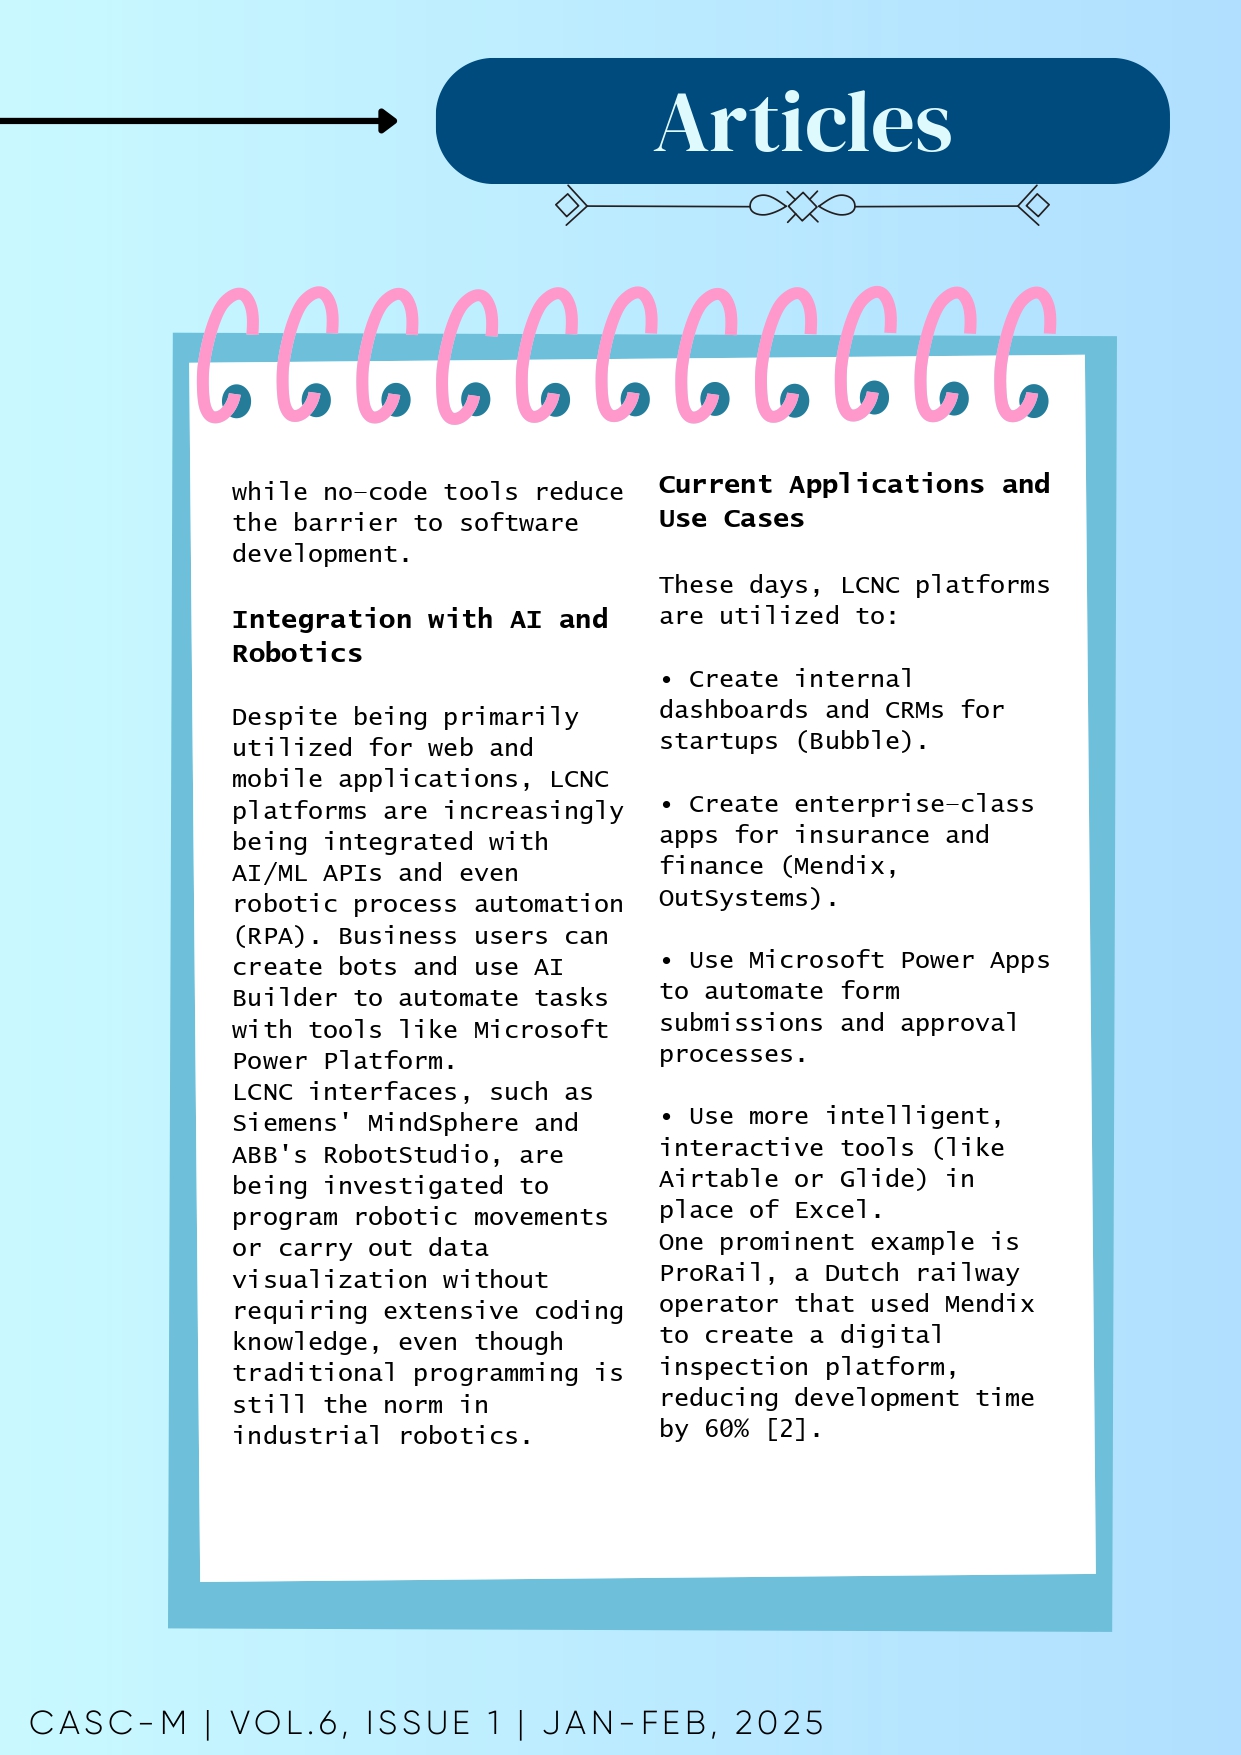 Articles
while no-code tools reduce
the barrier to software
development.
Integration with AI and
Robotics
Despite being primarily
utilized for web and
mobile applications, LCNC
platforms are increasingly
being integrated with
AI/ML APIs and even
robotic process automation
(RPA). Business users can
create bots and use AI
Builder to automate tasks
with tools like Microsoft
Power Platform.
LCNC interfaces, such as
Siemens' MindSphere and
ABB's RobotStudio, are
being investigated to
program robotic movements
or carry out data
visualization without
requiring extensive coding
knowledge, even though
traditional programming is
still the norm in
industrial robotics.
Current Applications and
Use Cases
These days, LCNC platforms
are utilized to:
• Create internal
dashboards and CRMs for
startups (Bubble).
• Create enterprise-class
apps for insurance and
finance (Mendix,
OutSystems).
• Use Microsoft Power Apps
to automate form
submissions and approval
processes.
• Use more intelligent,
interactive tools (like
Airtable or Glide) in
place of Excel.
One prominent example is
ProRail, a Dutch railway
operator that used Mendix
to create a digital
inspection platform,
reducing development time
by 60% [2].
CASC-M | VOL.6, ISSUE 1 | JAN-FEB, 2025